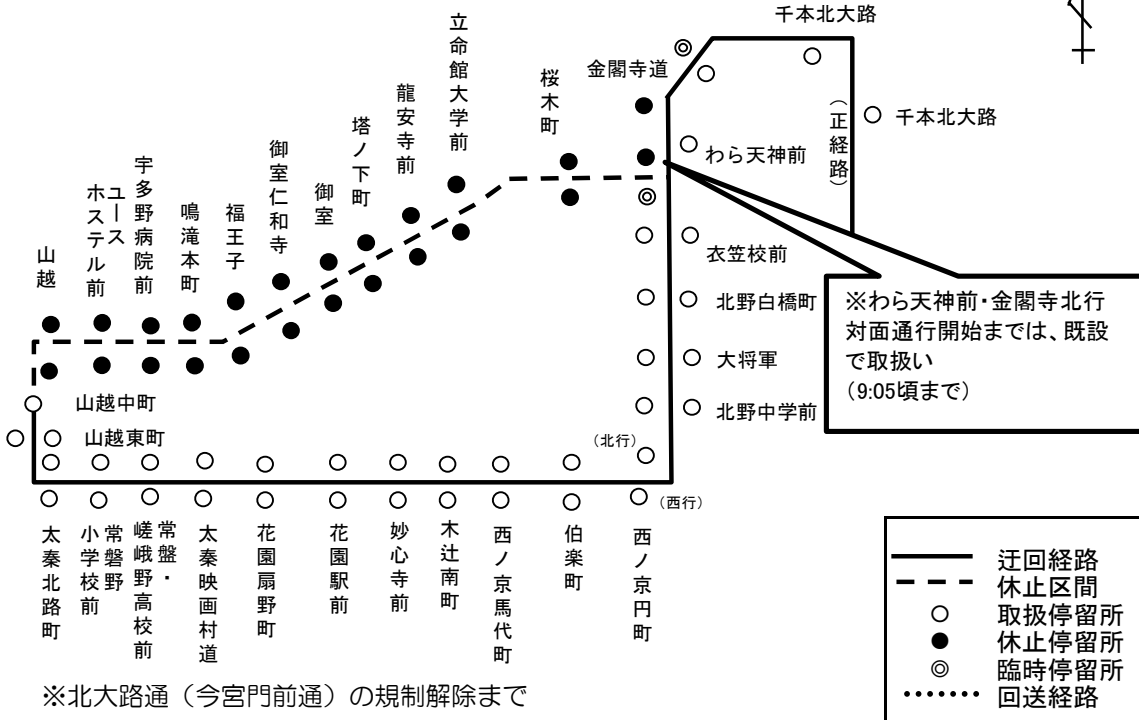 千本北大路
金閣寺道
(正経路)
千本北大路
わら天神前
衣笠校前
北野白梅町
大将軍
北野中学前
立命館大学前
桜木町
龍安寺前
塔ノ下町
御室
御室仁和寺
福王子
鳴滝本町
宇多野病院前
ユース
ホステル前
山越
※わら天神前・金閣寺北行
対面通行開始までは、既設
で取扱い
(9:05頃まで)
山越中町
山越東町
(北行)
(西行)
太秦北路町
常磐野
小学校前
常盤・
嵯峨野高校前
太秦映画村道
花園扇野町
花園駅前
妙心寺前
木辻南町
西ノ京馬代町
伯楽町
西ノ京円町
迂回経路
休止区間
取扱停留所
休止停留所
臨時停留所
回送経路
※北大路通（今宮門前通）の規制解除まで